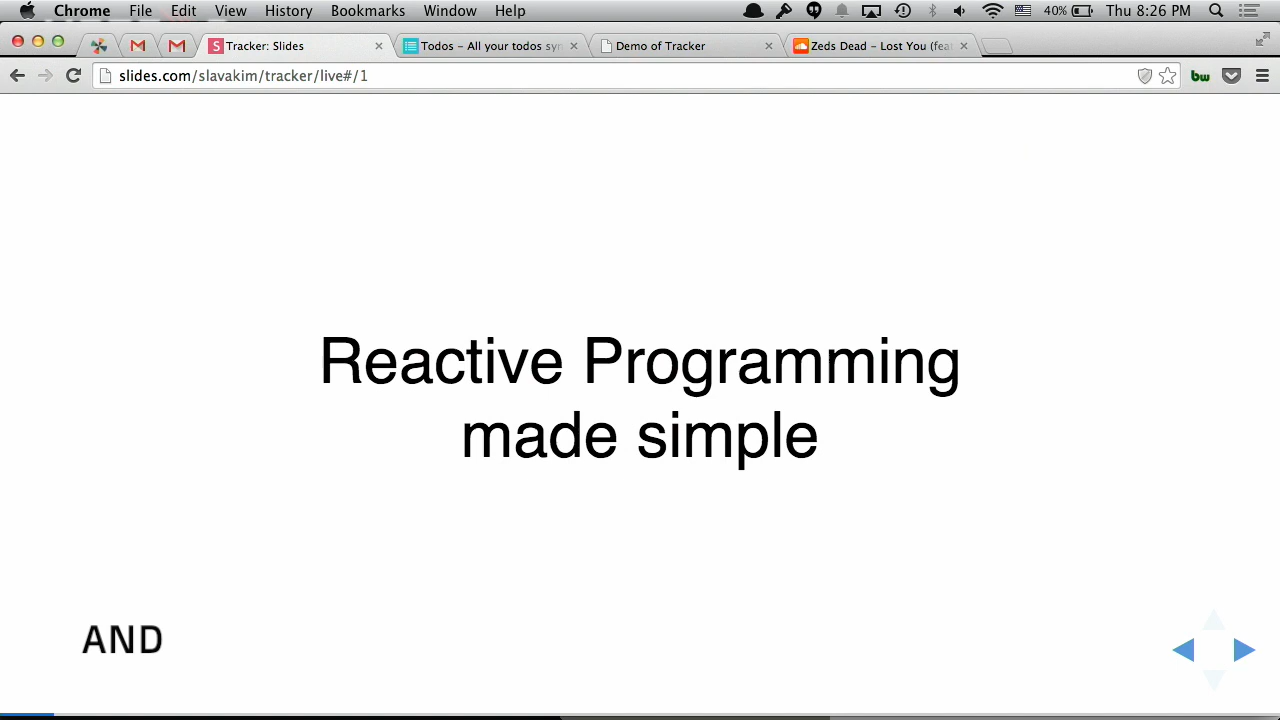 Chrome File Edit View History Bookmarks Window Help 40% Thu 8:26 PM
Tracker: Slides Todos – All your todos Demo of Tracker Zeds Dead – Lost You (fea
slides.com/slavakim/tracker/live#/1 bw
Reactive Programming
made simple
AND